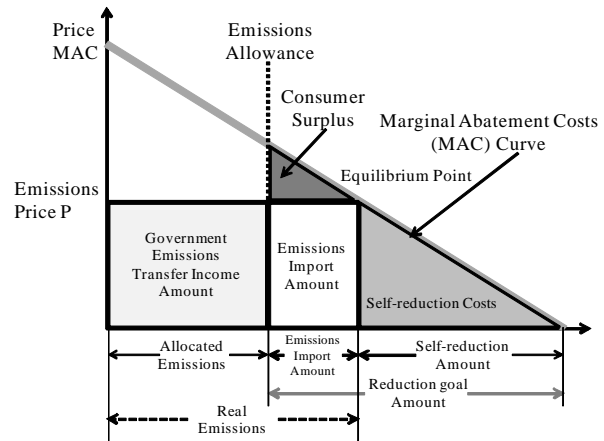 Price
MAC
Emissions
Allowance
Consumer
Surplus
Marginal Abatement Costs
(MAC) Curve
Equilibrium Point
Emissions
Price P
Government
Emissions
Transfer Income
Amount
Emissions
Import
Amount
Self-reduction Costs
Allocated
Emissions
Emissions
Import
Amount
Self-reduction
Amount
Reduction goal
Amount
Real
Emissions